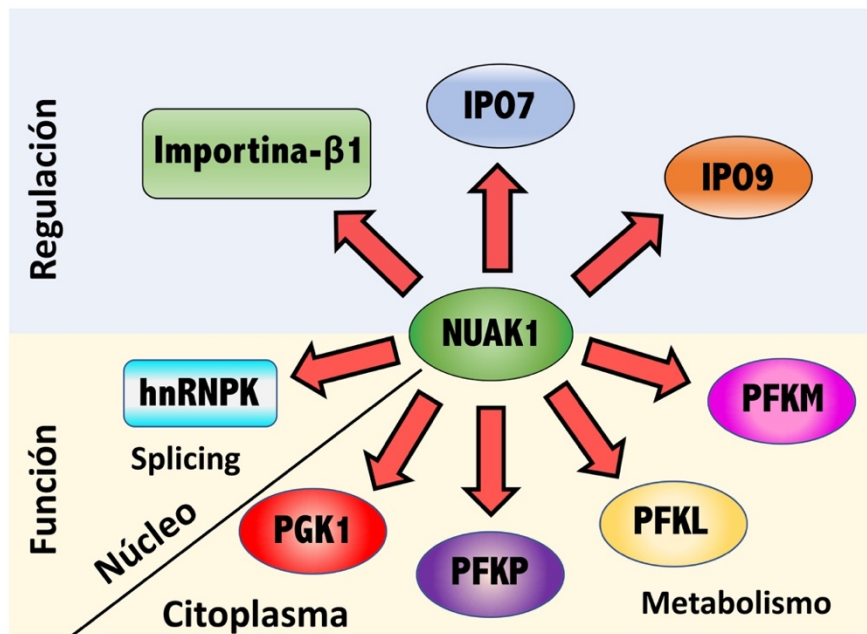 Regulación
IPO7
Importina-β1
IPO9
NUAK1
Función
hnRNPK
Splicing
PFKM
Núcleo
PGK1
PFKP
PFKL
Citoplasma
Metabolismo